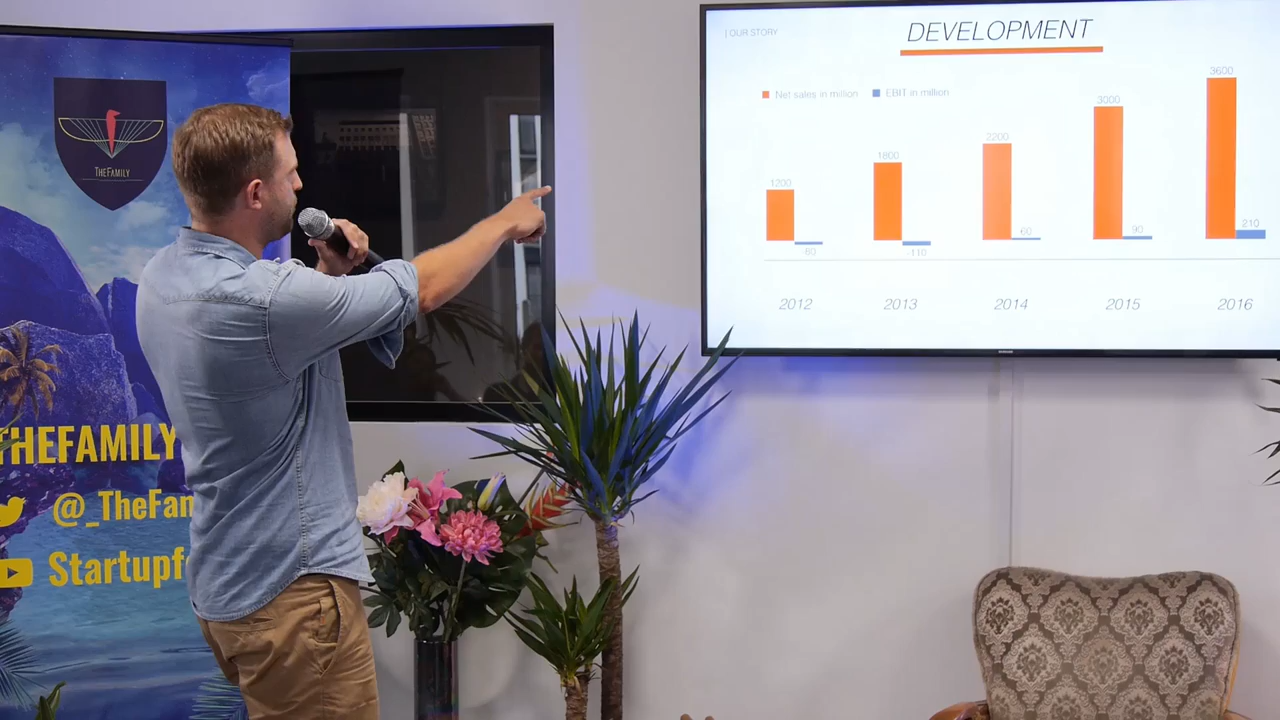 THEFAMILY
THEFAMILY
@_TheFam
Startupf
| OUR STORY
DEVELOPMENT
Net sales in million
EBIT in million
1200
1800
2200
3000
3600
-60
-110
60
90
210
2012
2013
2014
2015
2016